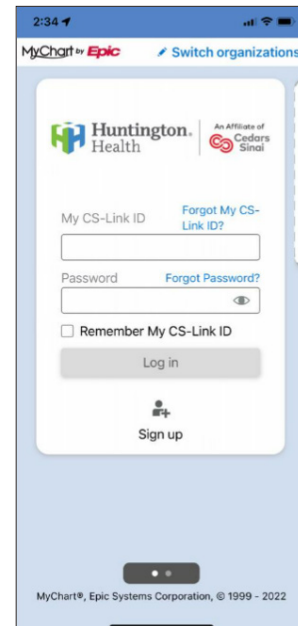 2:34
MyChart by Epic
Switch organizations
Huntington.
Health
An Affiliate of
Cedars
Sinai
My CS-Link ID
Forgot My CS-
Link ID?
Password
Forgot Password?
Remember My CS-Link ID
Log in
Sign up
MyChart®, Epic Systems Corporation, © 1999 - 2022